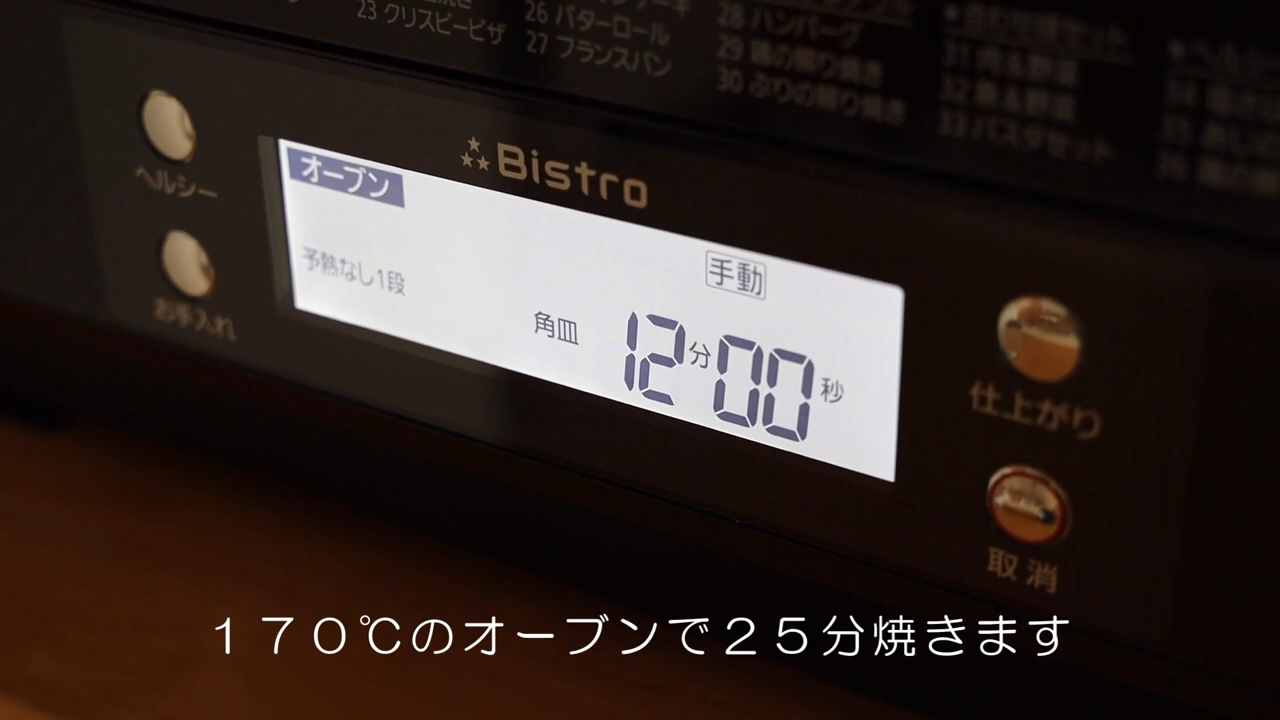 23 クリスピーピザ
26 バターロール
27 フランスパン
28 ハンバーグ
29 鶏の照り焼き
30 ぶりの照り焼き
31 肉&野菜
32 魚&野菜
33 パスタセット
Bistro
ヘルシー
お手入れ
オーブン
予熱なし1段
手動
角皿
12分00秒
仕上がり
取消
170℃のオーブンで25分焼きます